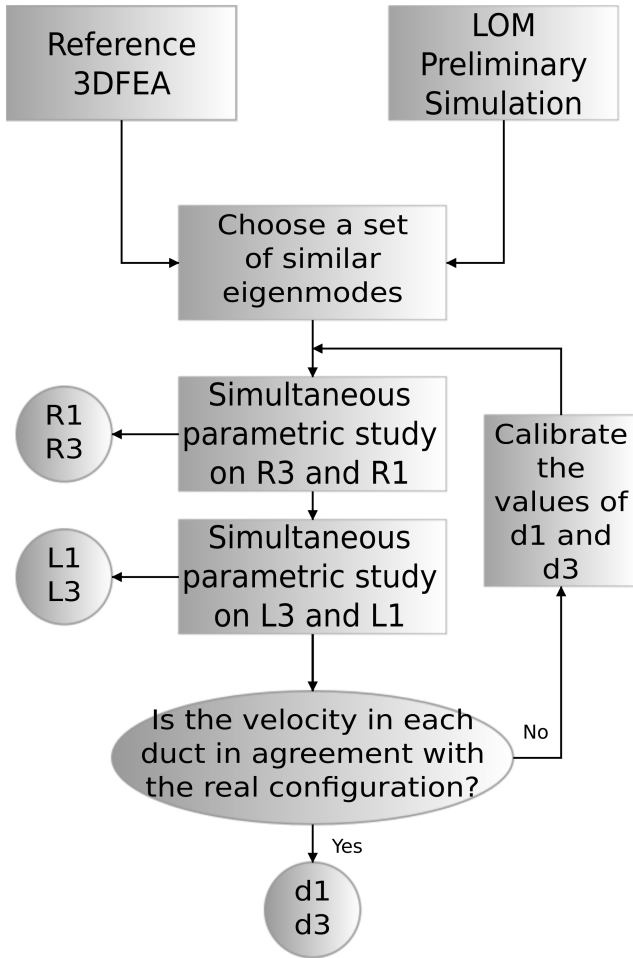 Reference
3DFEA
LOM
Preliminary
Simulation
Choose a set
of similar
eigenmodes
Simultaneous
parametric study
on R3 and R1
R1
R3
Calibrate
the
values of
d1 and
d3
Simultaneous
parametric study
on L3 and L1
L1
L3
Is the velocity in each
duct in agreement with
the real configuration?
No
Yes
d1
d3